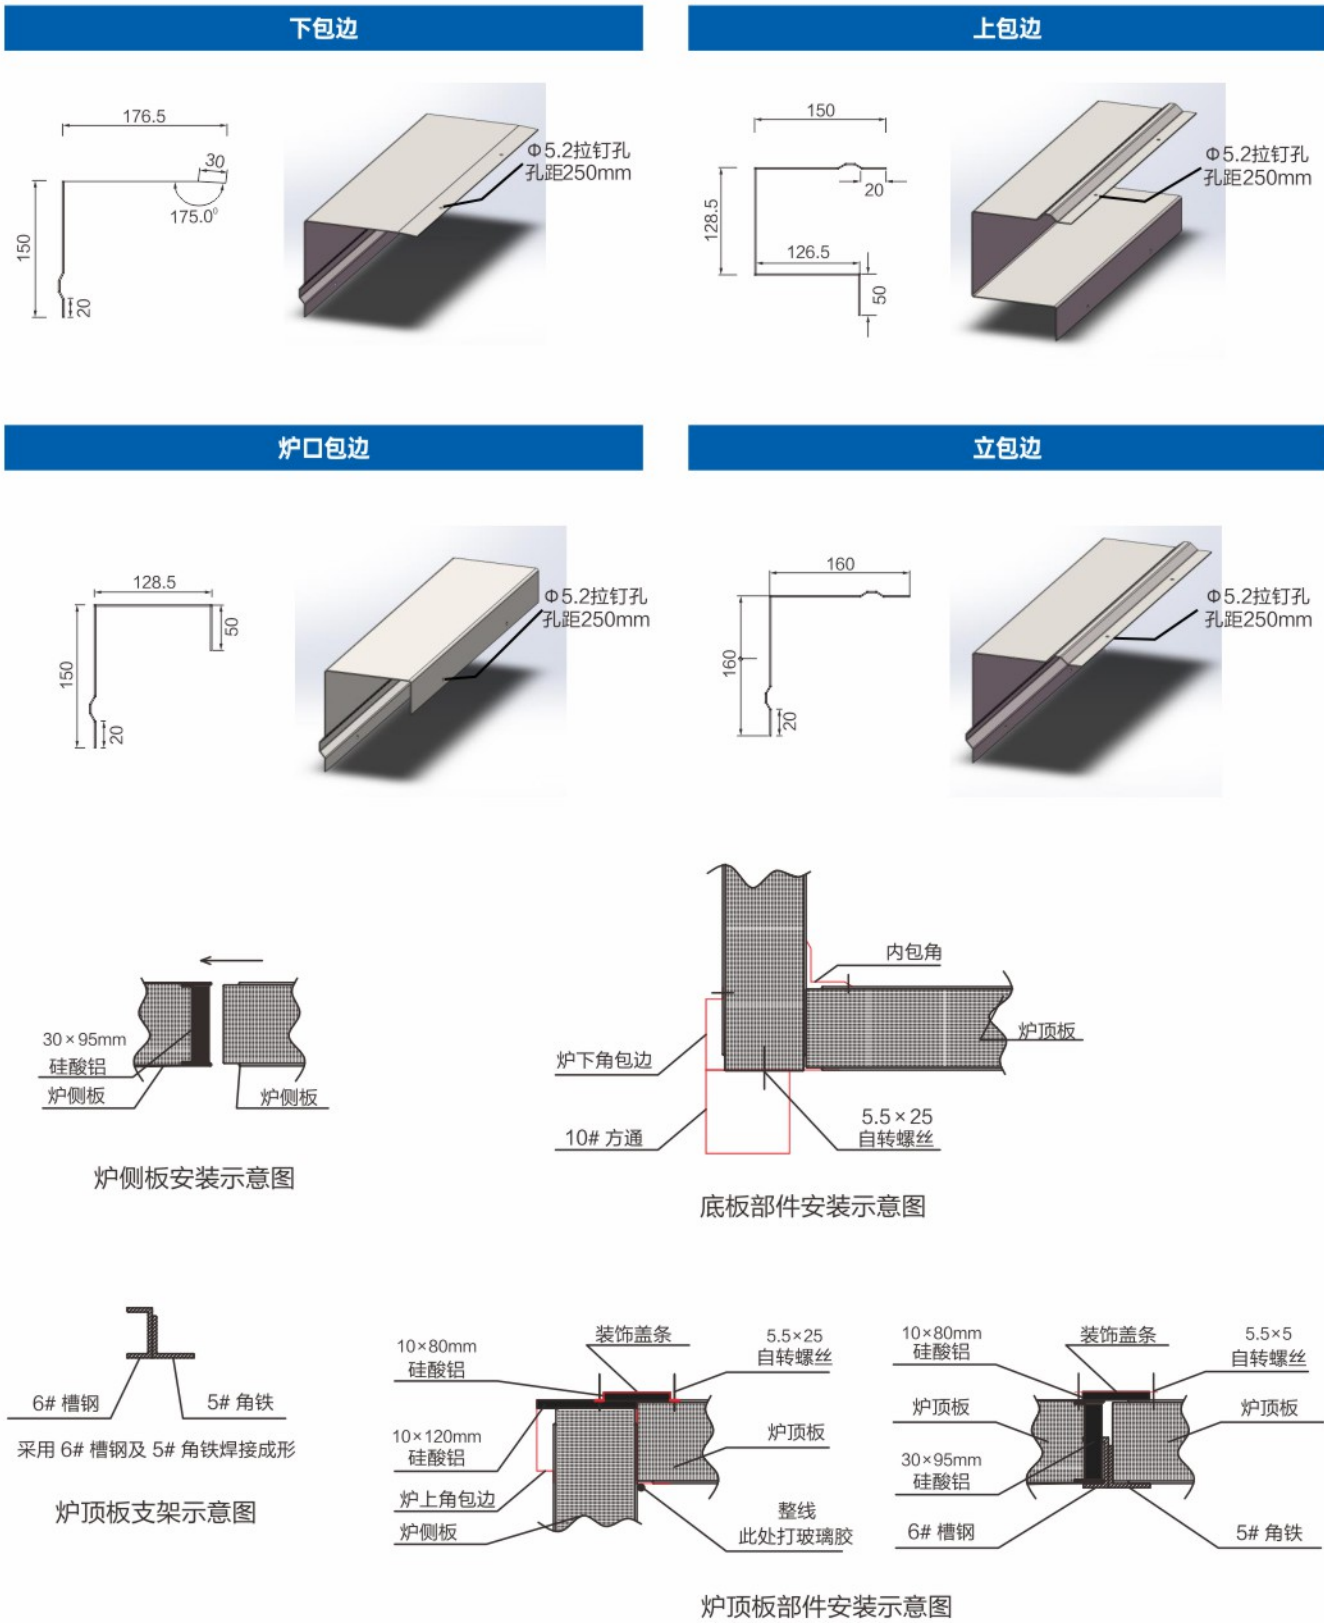 下包边
上包边
176.5
30
175.0⁰
150
20
Φ5.2拉钉孔
孔距250mm
150
20
128.5
126.5
50
Φ5.2拉钉孔
孔距250mm
炉口包边
立包边
128.5
50
150
20
Φ5.2拉钉孔
孔距250mm
160
160
20
Φ5.2拉钉孔
孔距250mm
30×95mm
硅酸铝
炉侧板
炉侧板
炉侧板安装示意图
内包角
炉顶板
炉下角包边
10# 方通
5.5×25
自转螺丝
底板部件安装示意图
6# 槽钢
5# 角铁
采用 6# 槽钢及 5# 角铁焊接成形
炉顶板支架示意图
10×80mm
硅酸铝
装饰盖条
5.5×25
自转螺丝
10×120mm
硅酸铝
炉顶板
炉上角包边
炉侧板
整线
此处打玻璃胶
10×80mm
硅酸铝
装饰盖条
5.5×5
自转螺丝
炉顶板
炉顶板
30×95mm
硅酸铝
6# 槽钢
5# 角铁
炉顶板部件安装示意图